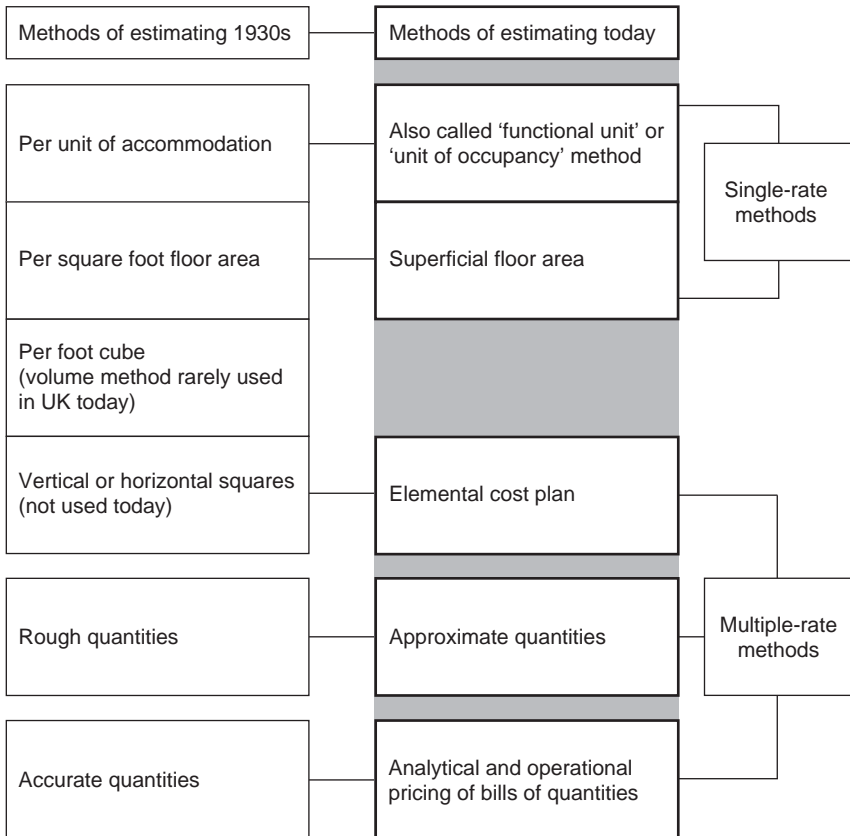 Methods of estimating 1930s
Methods of estimating today
Per unit of accommodation
Also called ‘functional unit’ or
‘unit of occupancy’ method
Single-rate
methods
Per square foot floor area
Superficial floor area
Per foot cube
(volume method rarely used
in UK today)
Vertical or horizontal squares
(not used today)
Elemental cost plan
Rough quantities
Approximate quantities
Multiple-rate
methods
Accurate quantities
Analytical and operational
pricing of bills of quantities